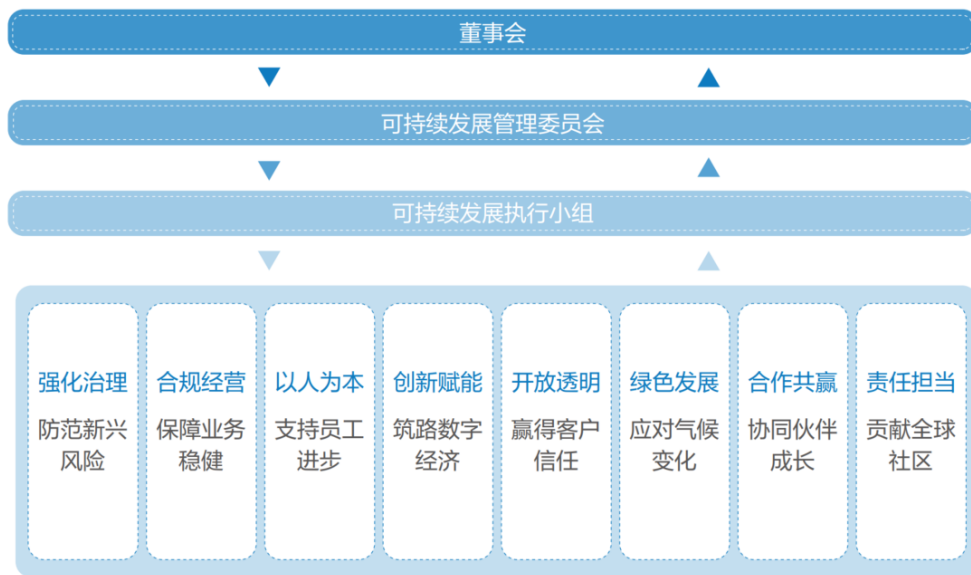 董事会
可持续发展管理委员会
可持续发展执行小组
强化治理
防范新兴
风险
合规经营
保障业务
稳健
以人为本
支持员工
进步
创新赋能
筑路数字
经济
开放透明
赢得客户
信任
绿色发展
应对气候
变化
合作共赢
协同伙伴
成长
责任担当
贡献全球
社区